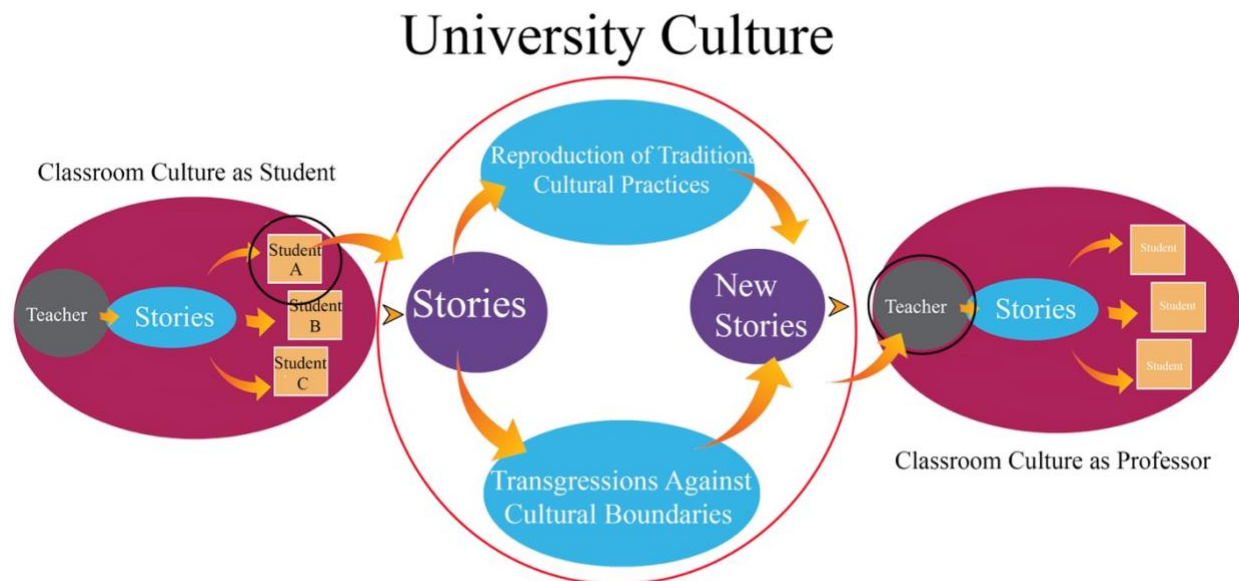 University Culture
Classroom Culture as Student
Teacher
Stories
Student
A
Student
B
Student
C
Stories
Reproduction of Traditiona
Cultural Practices
Transgressions Against
Cultural Boundaries
New
Stories
Teacher
Stories
Student
Student
Student
Classroom Culture as Professor